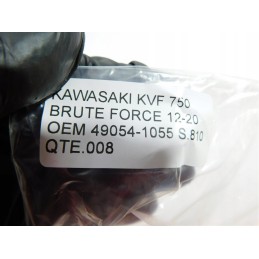 KAWASAKI KVF 750
BRUTE FORCE 12-20
OEM 49054-1055 S.810
QTE.008